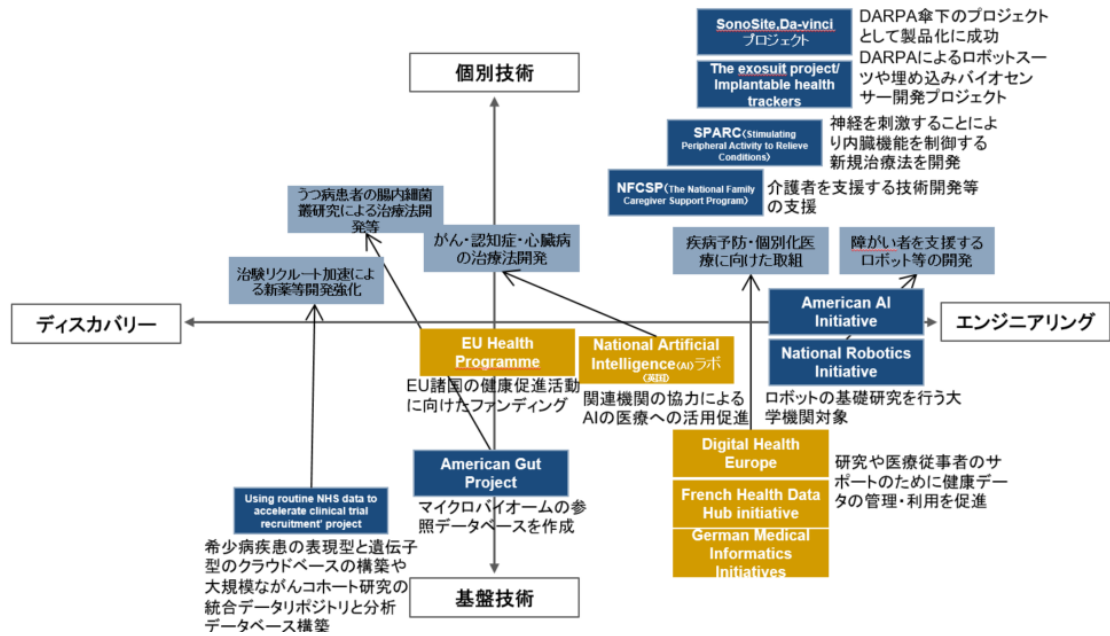 SonoSite,Da-vinci
プロジェクト
DARPA傘下のプロジェクト
として製品化に成功
The exosuit project/
Implantable health
trackers
DARPAによるロボットスー
ツや埋め込みバイオセン
サー開発プロジェクト
個別技術
SPARC(Stimulating
Peripheral Activity to Relieve
Conditions)
神経を刺激することによ
り内臓機能を制御する
新規治療法を開発
NFCSP(The National Family
Caregiver Support Program)
介護者を支援する技術開発等
の支援
うつ病患者の腸内細菌
叢研究による治療法開
発等
がん・認知症・心臓病
の治療法開発
疾病予防・個別化医
療に向けた取組
障がい者を支援する
ロボット等の開発
治験リクルート加速によ
る新薬等開発強化
ディスカバリー
エンジニアリング
American AI
Initiative
EU Health
Programme
EU諸国の健康促進活動
に向けたファンディング
National Artificial
Intelligence(AI)ラボ
(英国)
関連機関の協力による
AIの医療への活用促進
National Robotics
Initiative
ロボットの基礎研究を行う大
学機関対象
American Gut
Project
マイクロバイオームの参
照データベースを作成
Digital Health
Europe
French Health Data
Hub initiative
German Medical
Informatics
Initiatives
研究や医療従事者のサ
ポートのために健康デー
タの管理・利用を促進
Using routine NHS data to
accelerate clinical trial
recruitment' project
希少病疾患の表現型と遺伝子
型のクラウドベースの構築や
大規模ながんコホート研究の
統合データリポジトリと分析
データベース構築
基盤技術